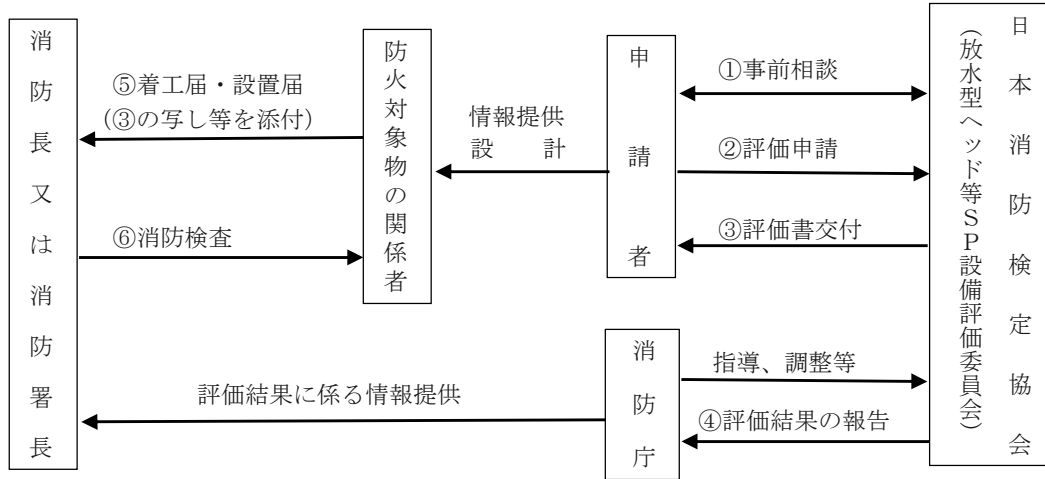 消防長又は消防署長
⑤着工届・設置届
(③の写し等を添付)
⑥消防検査
防火対象物の関係者
情報提供
設　　計
申請者
①事前相談
②評価申請
③評価書交付
日本消防検定協会
(放水型ヘッド等SP設備評価委員会)
評価結果に係る情報提供
消防庁
指導、調整等
④評価結果の報告